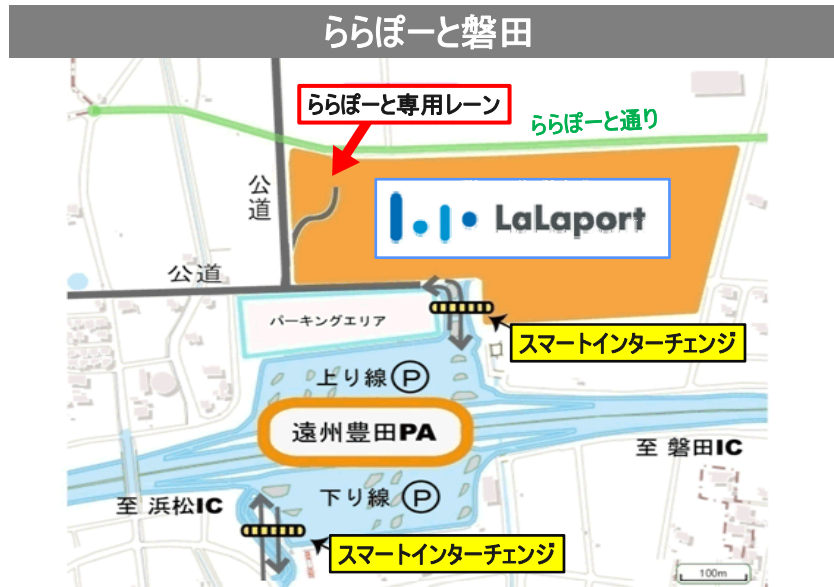 ららぽーと磐田
ららぽーと専用レーン
ららぽーと通り
公道
LaLaport
公道
パーキングエリア
スマートインターチェンジ
上り線 P
遠州豊田PA
至 磐田IC
下り線 P
至 浜松IC
スマートインターチェンジ
100m